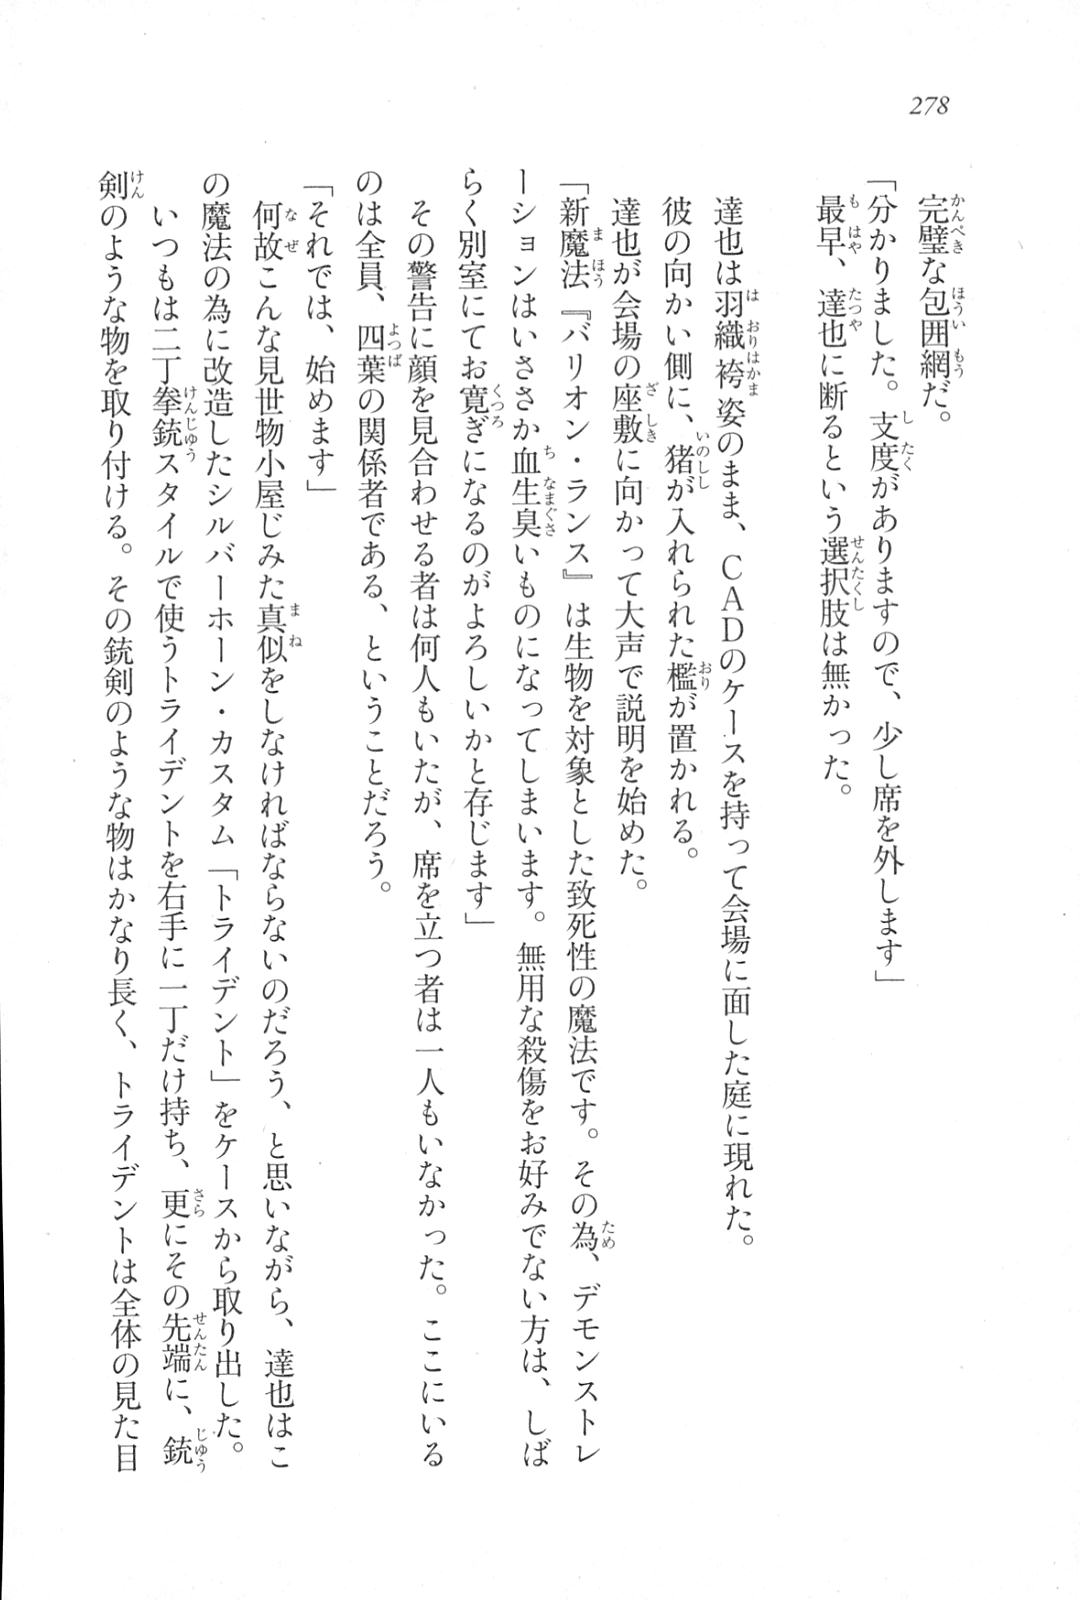 278
完璧な包囲網だ。
「分かりました。支度がありますので、少し席を外します」
最早、達也に断るという選択肢は無かった。
達也は羽織袴姿のまま、ＣＡＤのケースを持って会場に面した庭に現れた。
彼の向かい側に、猪が入れられた檻が置かれる。
達也が会場の座敷に向かって大声で説明を始めた。
「新魔法『バリオン・ランス』は生物を対象とした致死性の魔法です。その為、デモンストレ
ーションはいささか血生臭いものになってしまいます。無用な殺傷をお好みでない方は、しば
らく別室にてお寛ぎになるのがよろしいかと存じます」
その警告に顔を見合わせる者は何人もいたが、席を立つ者は一人もいなかった。ここにいる
のは全員、四葉の関係者である、ということだろう。
「それでは、始めます」
何故こんな見世物小屋じみた真似をしなければならないのだろう、と思いながら、達也はこ
の魔法の為に改造したシルバーホーン・カスタム「トライデント」をケースから取り出した。
いつもは二丁拳銃スタイルで使うトライデントを右手に一丁だけ持ち、更にその先端に、銃
剣のような物を取り付ける。その銃剣のような物はかなり長く、トライデントは全体の見た目